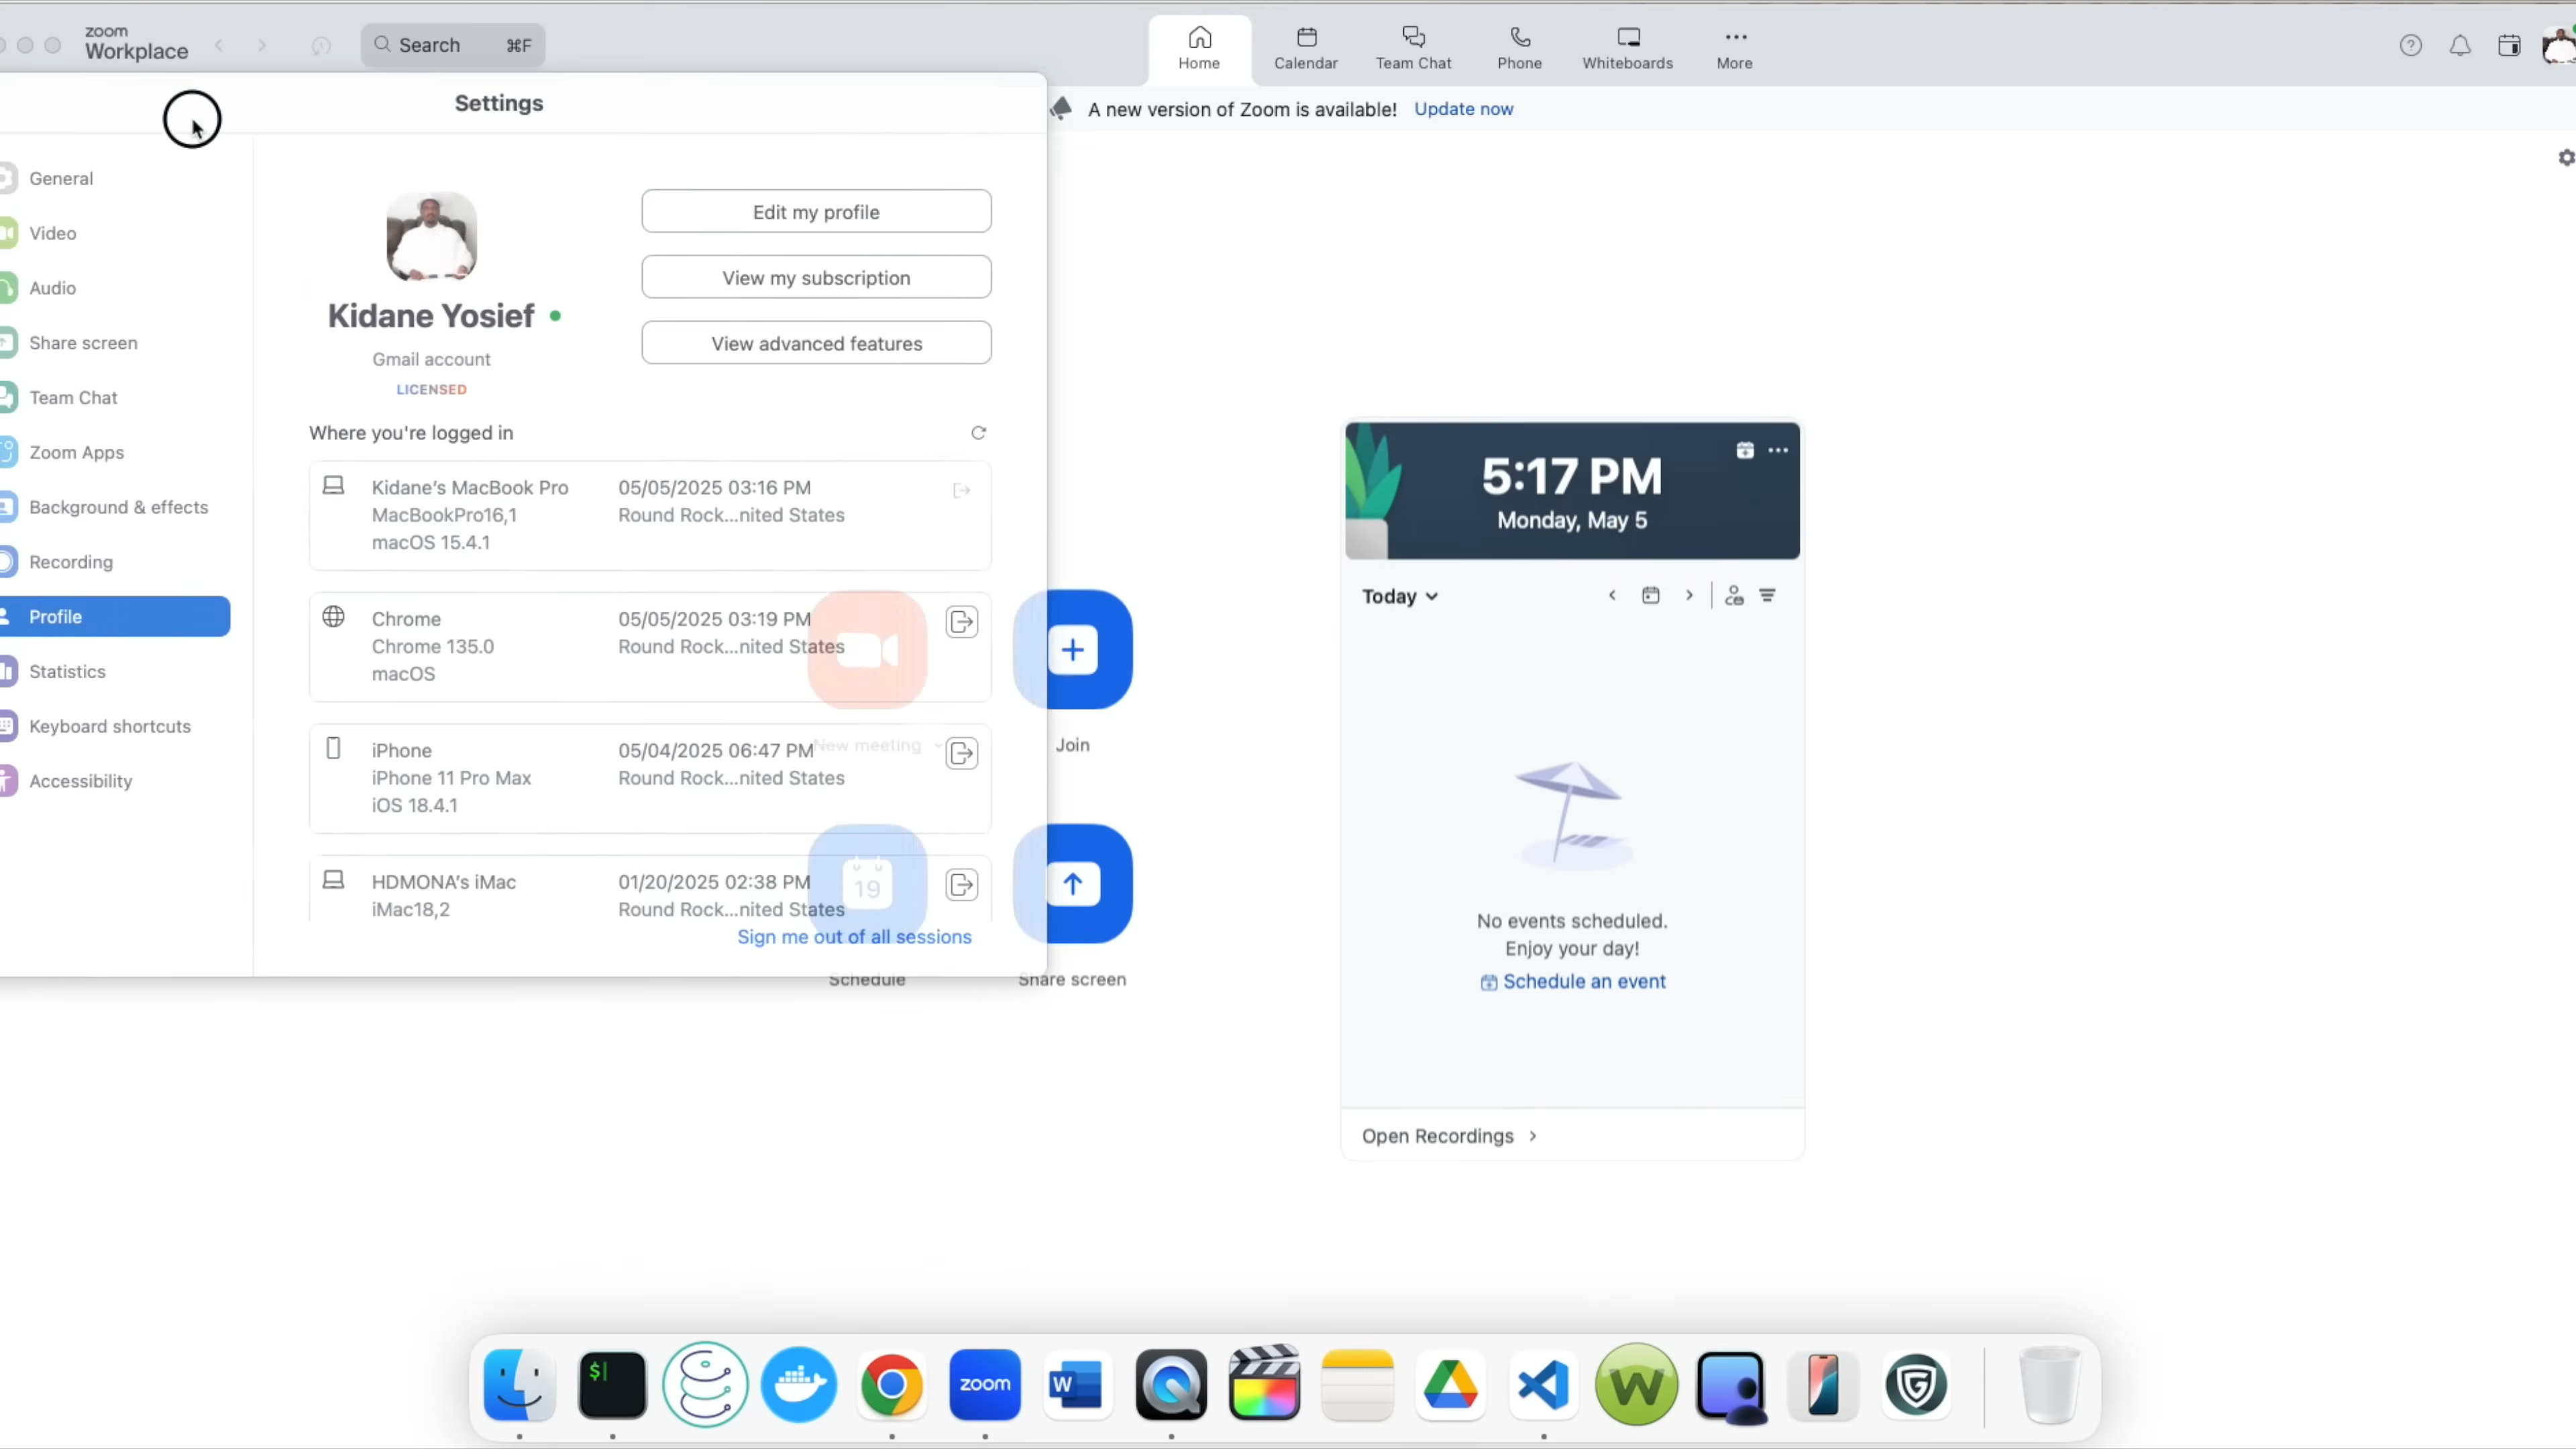 zoom
Workplace
Search ⌘F
Home
Calendar
Team Chat
Phone
Whiteboards
More
Settings
A new version of Zoom is available! Update now
General
Video
Audio
Share screen
Team Chat
Zoom Apps
Background & effects
Recording
Profile
Statistics
Keyboard shortcuts
Accessibility
Kidane Yosief
Gmail account
LICENSED
Edit my profile
View my subscription
View advanced features
Where you're logged in
Kidane's MacBook Pro 05/05/2025 03:16 PM
MacBookPro16,1 Round Rock...nited States
macOS 15.4.1
Chrome 05/05/2025 03:19 PM
Chrome 135.0 Round Rock...nited States
macOS
iPhone 05/04/2025 06:47 PM
iPhone 11 Pro Max Round Rock...nited States
iOS 18.4.1
HDMONA's iMac 01/20/2025 02:38 PM
iMac18,2 Round Rock...nited States
Sign me out of all sessions
New meeting
Join
19
Schedule
Share screen
5:17 PM
Monday, May 5
Today
No events scheduled.
Enjoy your day!
Schedule an event
Open Recordings
$
zoom
W
W
G